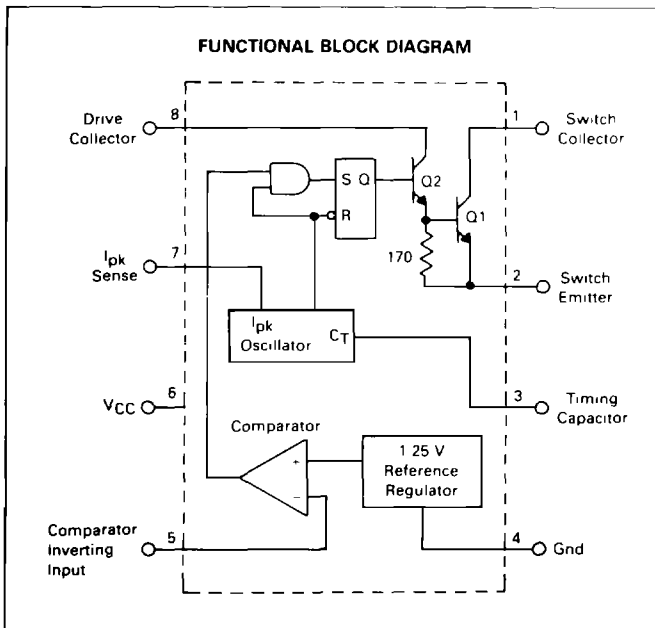 FUNCTIONAL BLOCK DIAGRAM
Drive
Collector
8
1
Switch
Collector
S Q
R
Q2
Q1
170
Ipk
Sense
7
2
Switch
Emitter
Ipk
Oscillator
CT
VCC
6
3
Timing
Capacitor
Comparator
+
−
1 25 V
Reference
Regulator
Comparator
Inverting
Input
5
4
Gnd